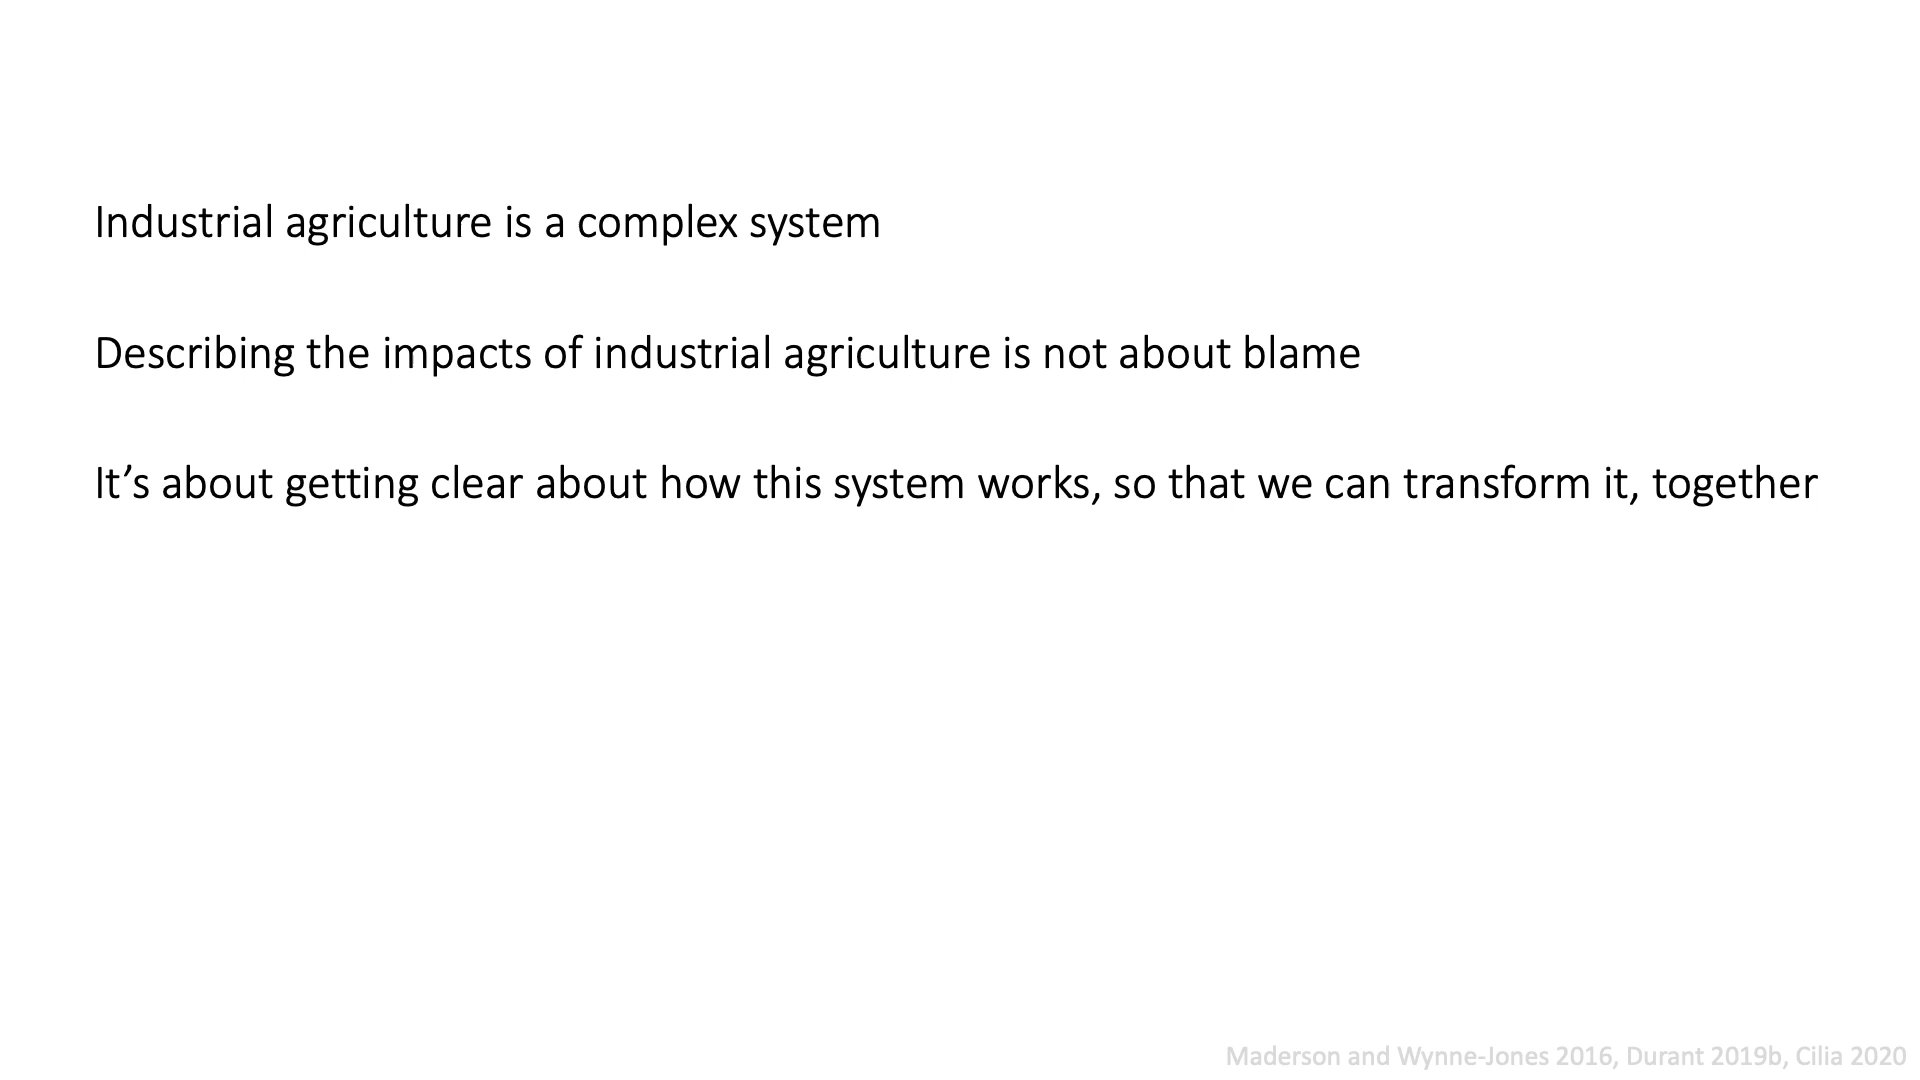 Industrial agriculture is a complex system
Describing the impacts of industrial agriculture is not about blame
It’s about getting clear about how this system works, so that we can transform it, together
Maderson and Wynne-Jones 2016, Durant 2019b, Cilia 2020